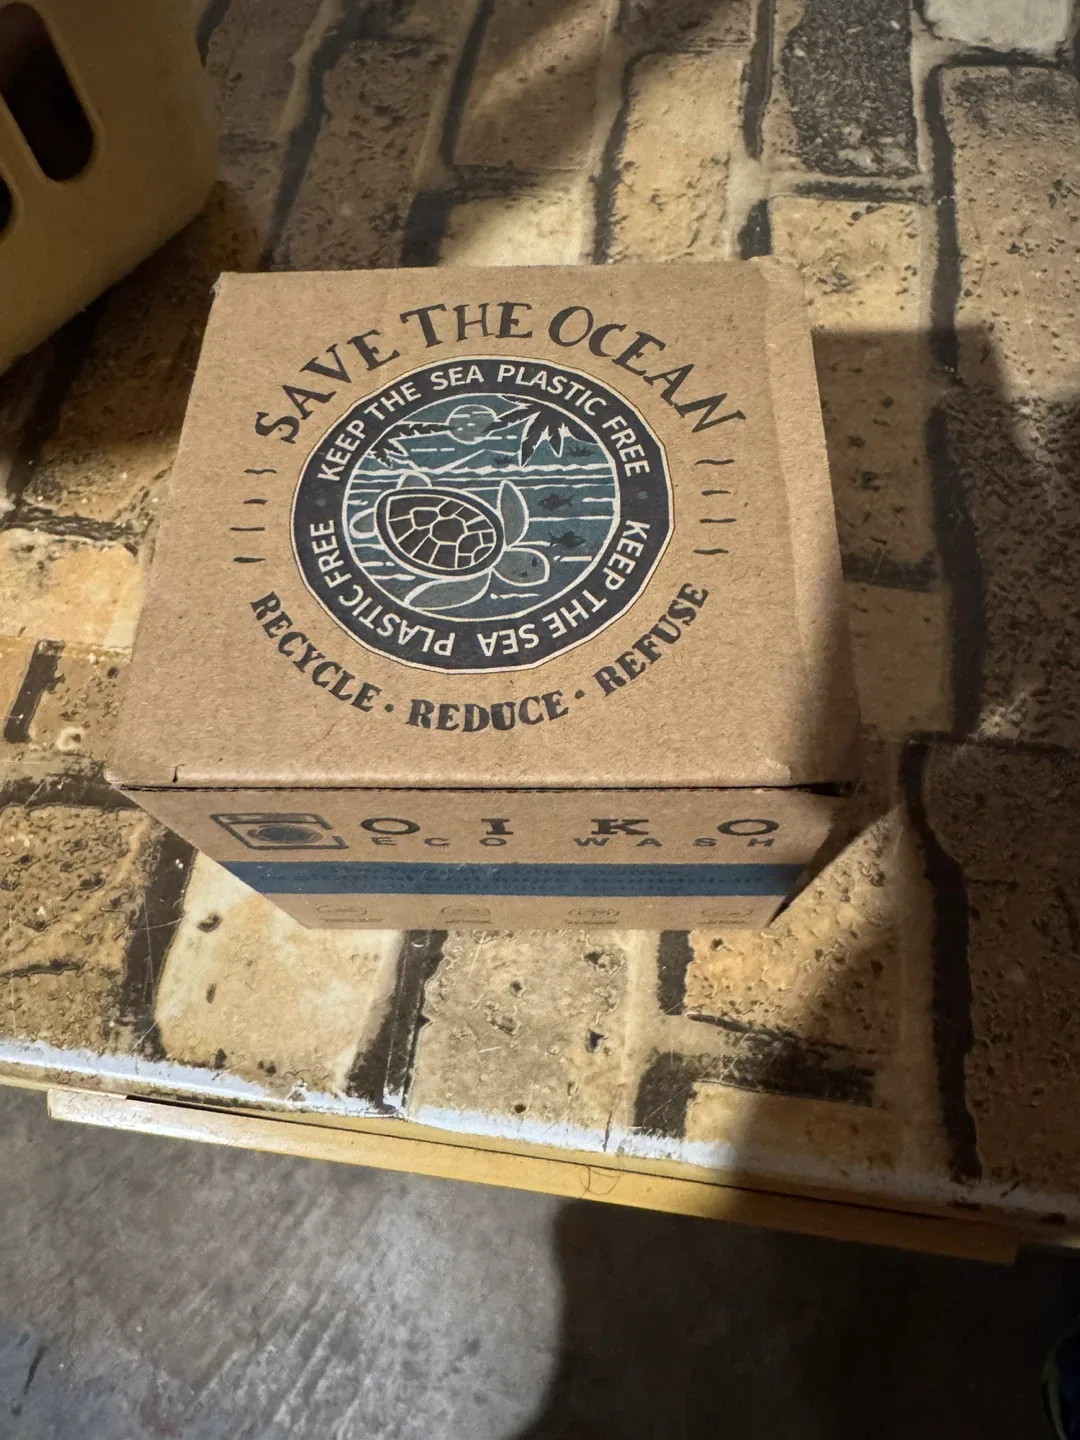 SAVE THE OCEAN
KEEP THE SEA PLASTIC FREE
KEEP THE SEA PLASTIC FREE
RECYCLE · REDUCE · REFUSE
OIKO
ECO WASH